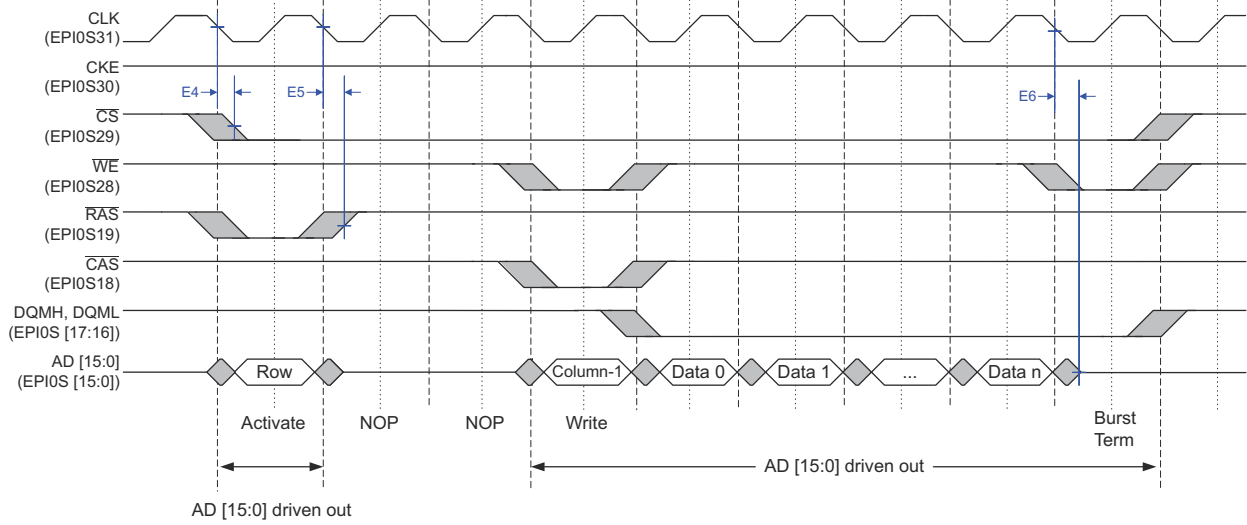 CLK
(EPI0S31)
CKE
(EPI0S30)
E4
E5
E6
CS
(EPI0S29)
WE
(EPI0S28)
RAS
(EPI0S19)
CAS
(EPI0S18)
DQMH, DQML
(EPI0S [17:16])
AD [15:0]
(EPI0S [15:0])
Row
Column-1
Data 0
Data 1
...
Data n
Activate
NOP
NOP
Write
Burst
Term
AD [15:0] driven out
AD [15:0] driven out